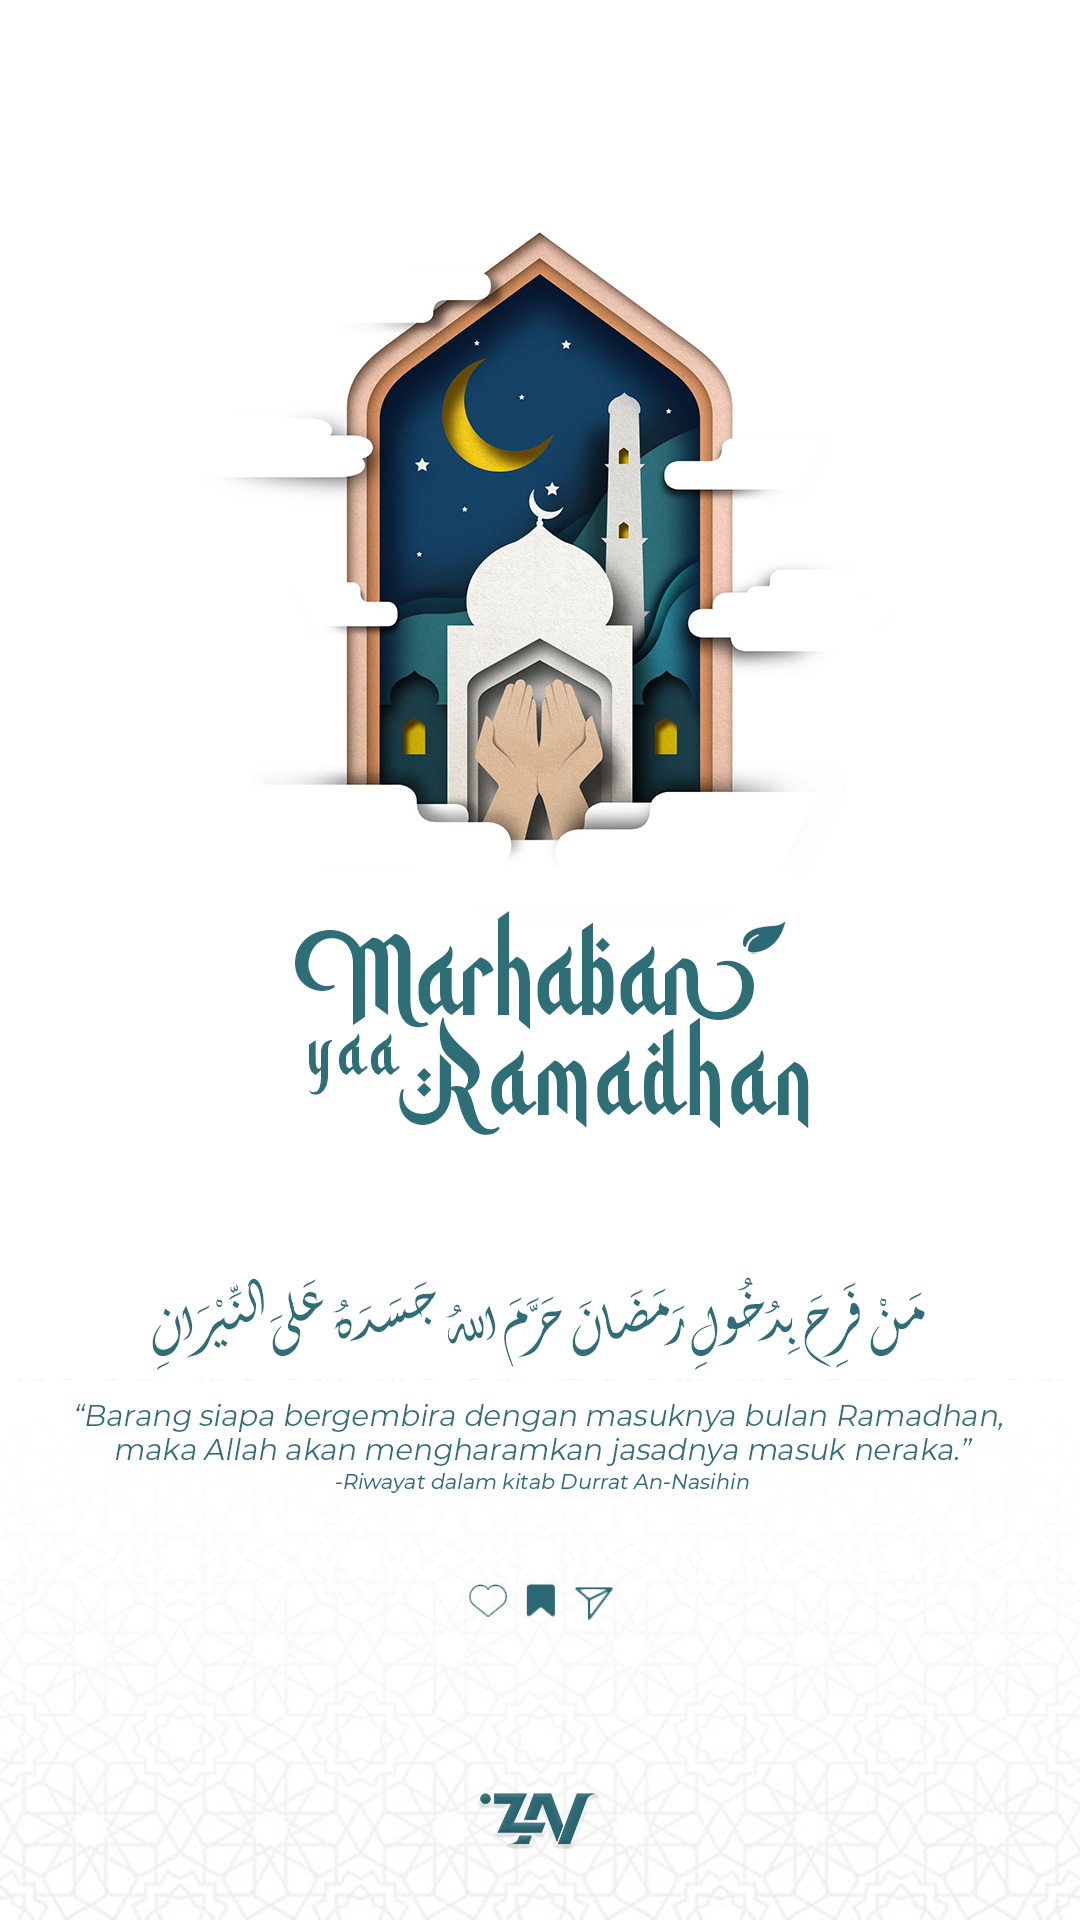 Marhaban
yaa Ramadhan
مَنْ فَرِحَ بِدُخُولِ رَمَضَانَ حَرَّمَ اللهُ جَسَدَهُ عَلىَ النِّيْرَانِ
“Barang siapa bergembira dengan masuknya bulan Ramadhan,
maka Allah akan mengharamkan jasadnya masuk neraka.”
-Riwayat dalam kitab Durrat An-Nasihin